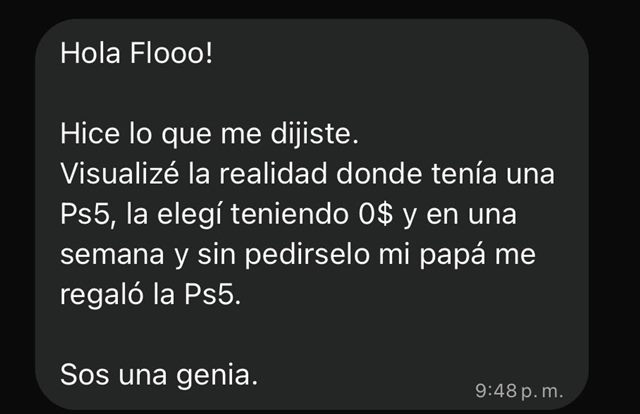 Hola Flooo!
Hice lo que me dijiste.
Visualizé la realidad donde tenía una
Ps5, la elegí teniendo 0$ y en una
semana y sin pedirselo mi papá me
regaló la Ps5.
Sos una genia.
9:48 p. m.